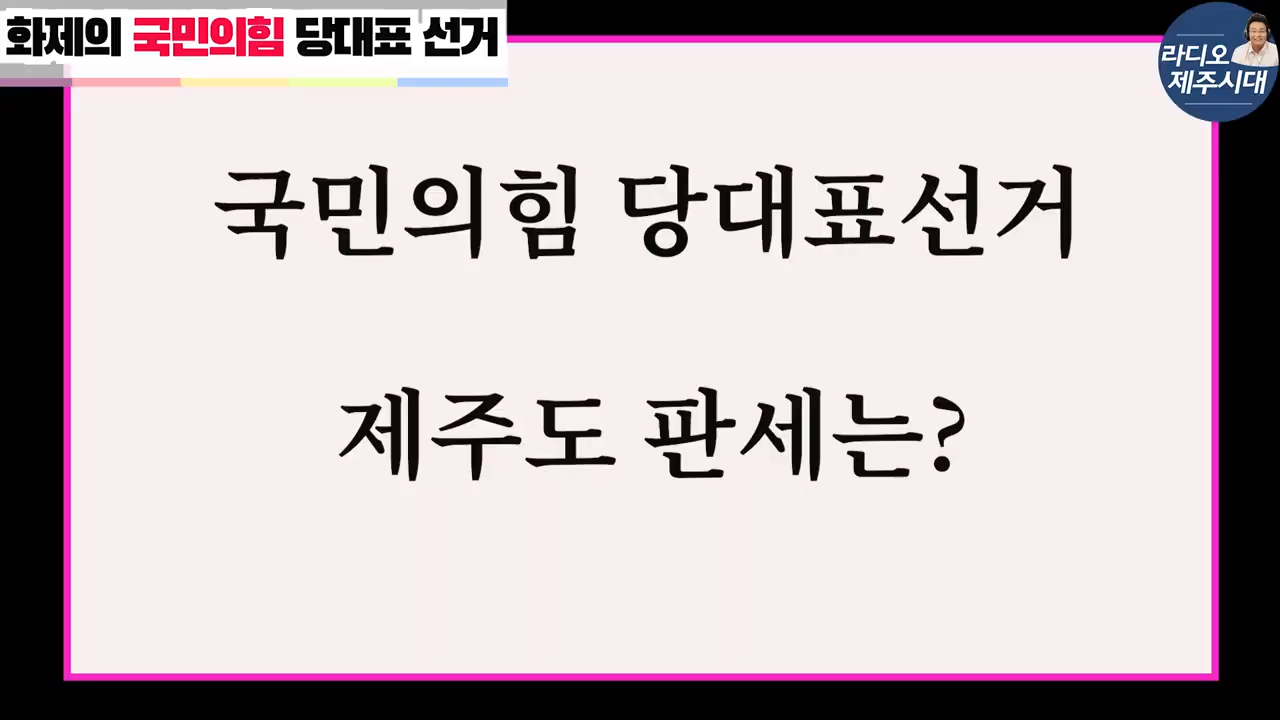 화제의 국민의힘 당대표 선거
라디오
제주시대
국민의힘 당대표선거
제주도 판세는?